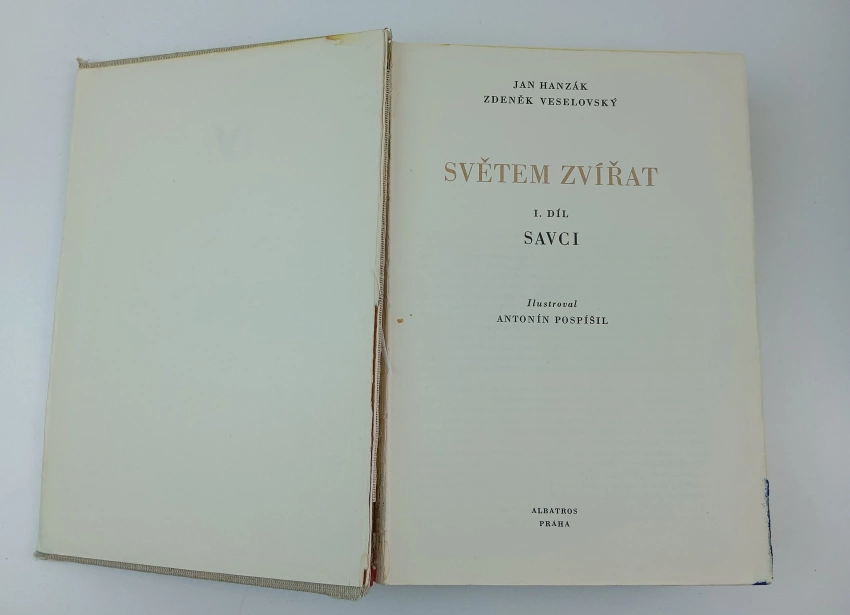 JAN HANZÁK
ZDENĚK VESELOVSKÝ
SVĚTEM ZVÍŘAT
I. DÍL
SAVCI
Ilustroval
ANTONÍN POSPÍŠIL
ALBATROS
PRAHA